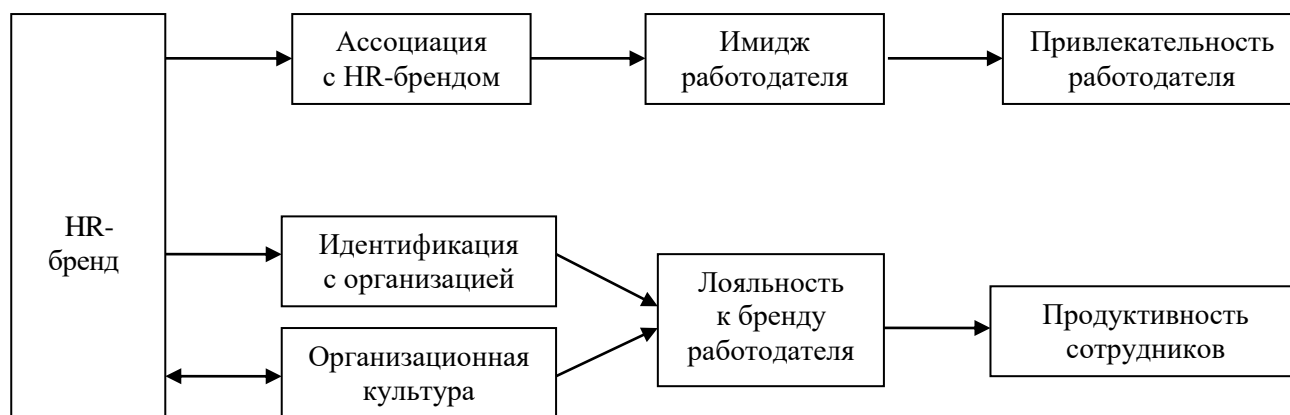 Ассоциация
с HR-брендом
Имидж
работодателя
Привлекательность
работодателя
HR-
бренд
Идентификация
с организацией
Лояльность
к бренду
работодателя
Продуктивность
сотрудников
Организационная
культура